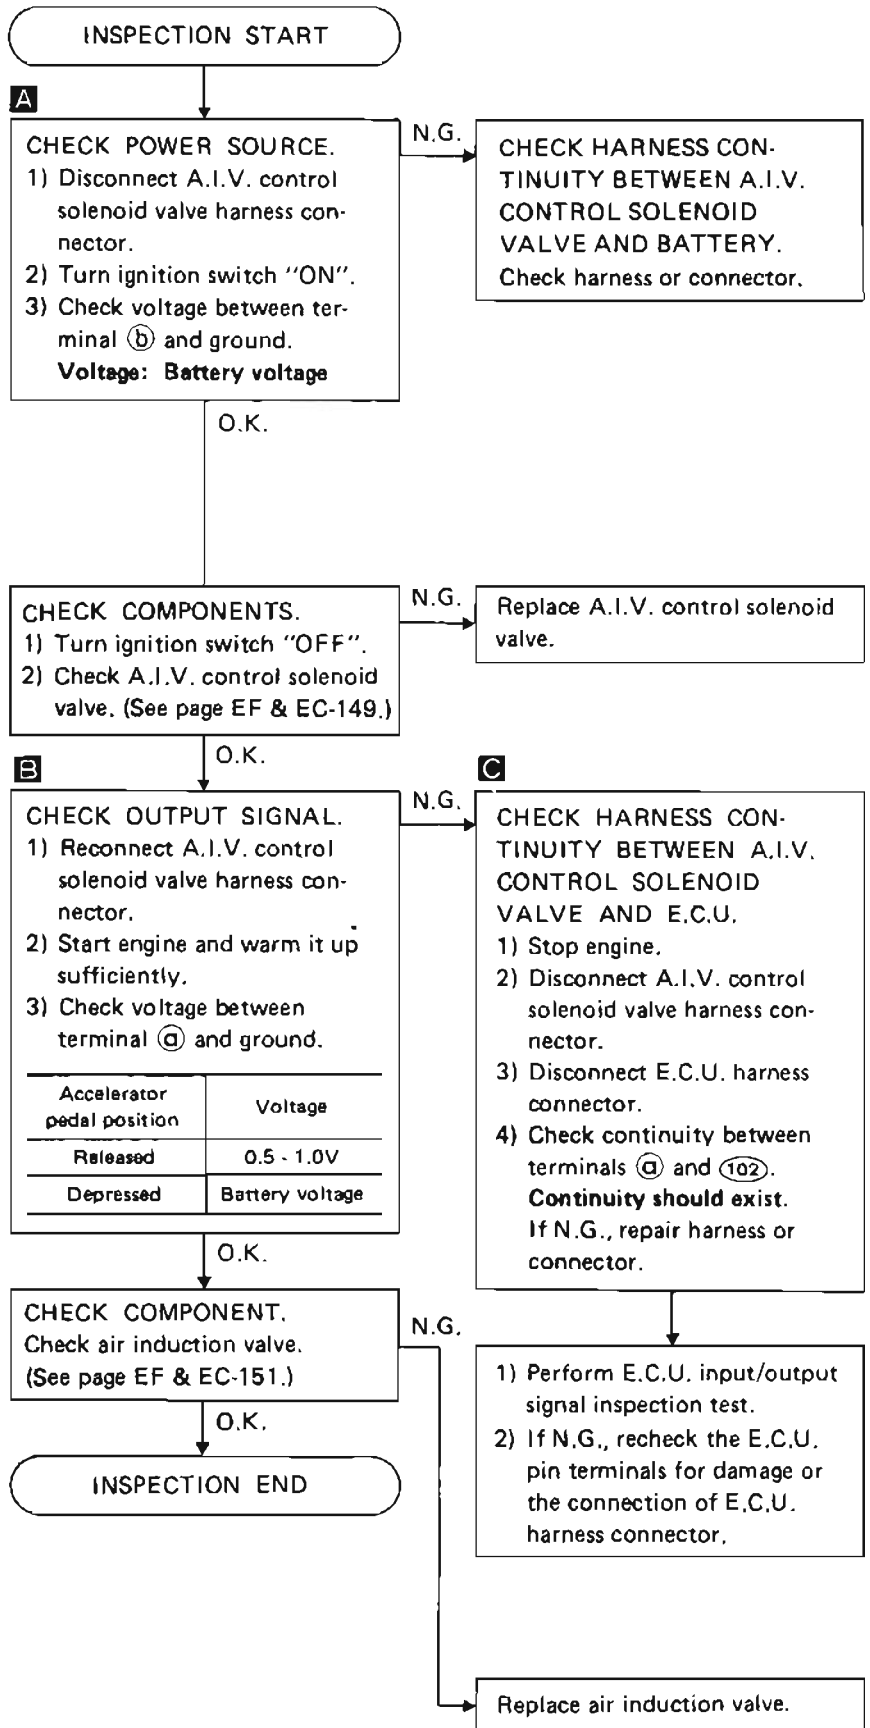 INSPECTION START
A
CHECK POWER SOURCE.
1) Disconnect A.I.V. control
solenoid valve harness con-
nector.
2) Turn ignition switch "ON".
3) Check voltage between ter-
minal ⓑ and ground.
Voltage: Battery voltage
N.G.
CHECK HARNESS CON-
TINUITY BETWEEN A.I.V.
CONTROL SOLENOID
VALVE AND BATTERY.
Check harness or connector.
O.K.
CHECK COMPONENTS.
1) Turn ignition switch "OFF".
2) Check A.I.V. control solenoid
valve. (See page EF & EC-149.)
N.G.
Replace A.I.V. control solenoid
valve.
O.K.
B
CHECK OUTPUT SIGNAL.
1) Reconnect A.I.V. control
solenoid valve harness con-
nector.
2) Start engine and warm it up
sufficiently.
3) Check voltage between
terminal ⓐ and ground.
Accelerator
pedal position
Voltage
Released 0.5 - 1.0V
Depressed Battery voltage
N.G.
C
CHECK HARNESS CON-
TINUITY BETWEEN A.I.V.
CONTROL SOLENOID
VALVE AND E.C.U.
1) Stop engine.
2) Disconnect A.I.V. control
solenoid valve harness con-
nector.
3) Disconnect E.C.U. harness
connector.
4) Check continuity between
terminals ⓐ and 102.
Continuity should exist.
If N.G., repair harness or
connector.
O.K.
CHECK COMPONENT.
Check air induction valve.
(See page EF & EC-151.)
N.G.
1) Perform E.C.U. input/output
signal inspection test.
2) If N.G., recheck the E.C.U.
pin terminals for damage or
the connection of E.C.U.
harness connector.
O.K.
INSPECTION END
Replace air induction valve.